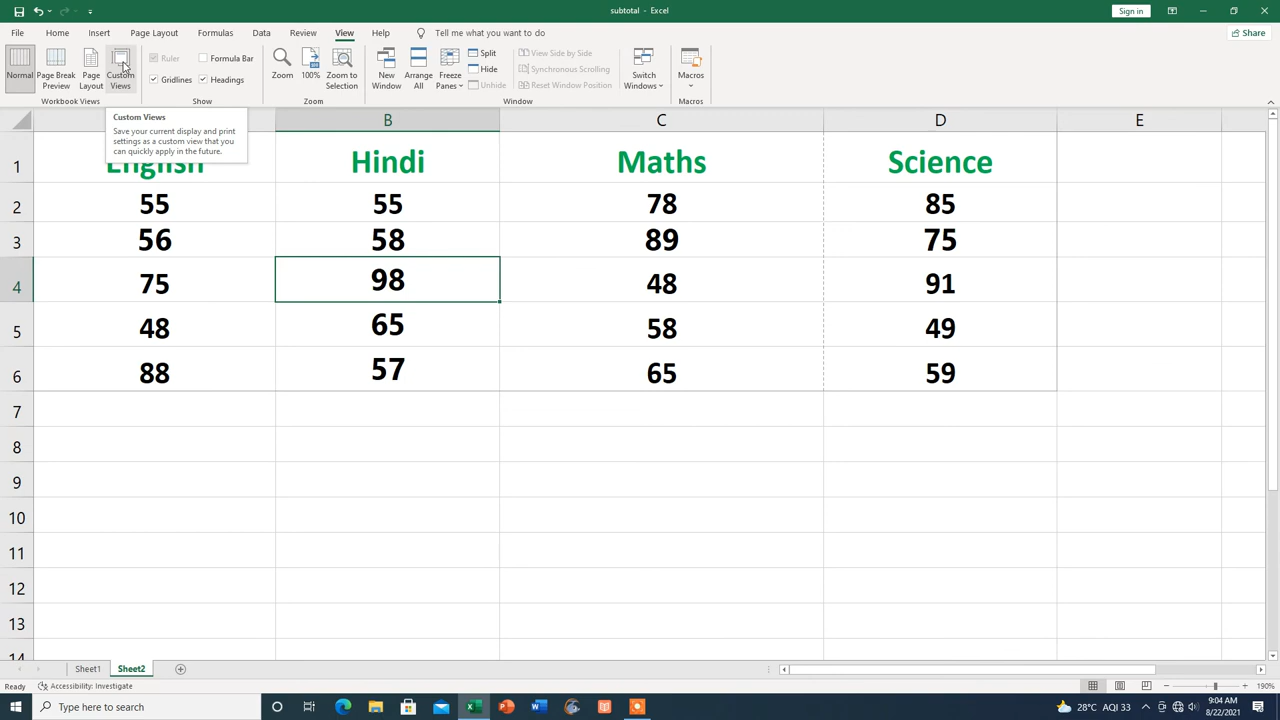 subtotal - Excel
Sign in
File Home Insert Page Layout Formulas Data Review View Help Tell me what you want to do
Share
Normal
Page Break
Preview
Page
Layout
Custom
Views
Workbook Views
Ruler
Formula Bar
Gridlines
Headings
Show
Zoom
100%
Zoom to
Selection
Zoom
New
Window
Arrange
All
Freeze
Panes
Split
Hide
Unhide
View Side by Side
Synchronous Scrolling
Reset Window Position
Window
Switch
Windows
Macros
Macros
Custom Views
Save your current display and print
settings as a custom view that you
can quickly apply in the future.
B C D E
1 English Hindi Maths Science
2 55 55 78 85
3 56 58 89 75
4 75 98 48 91
5 48 65 58 49
6 88 57 65 59
7
8
9
10
11
12
13
14
Sheet1 Sheet2
Ready Accessibility: Investigate
190%
Type here to search
28°C AQI 33
9:04 AM
8/22/2021